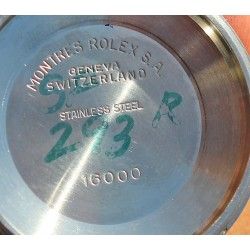 MONTRES ROLEX S.A.
GENEVA
SWITZERLAND
STAINLESS STEEL
293 R
16000